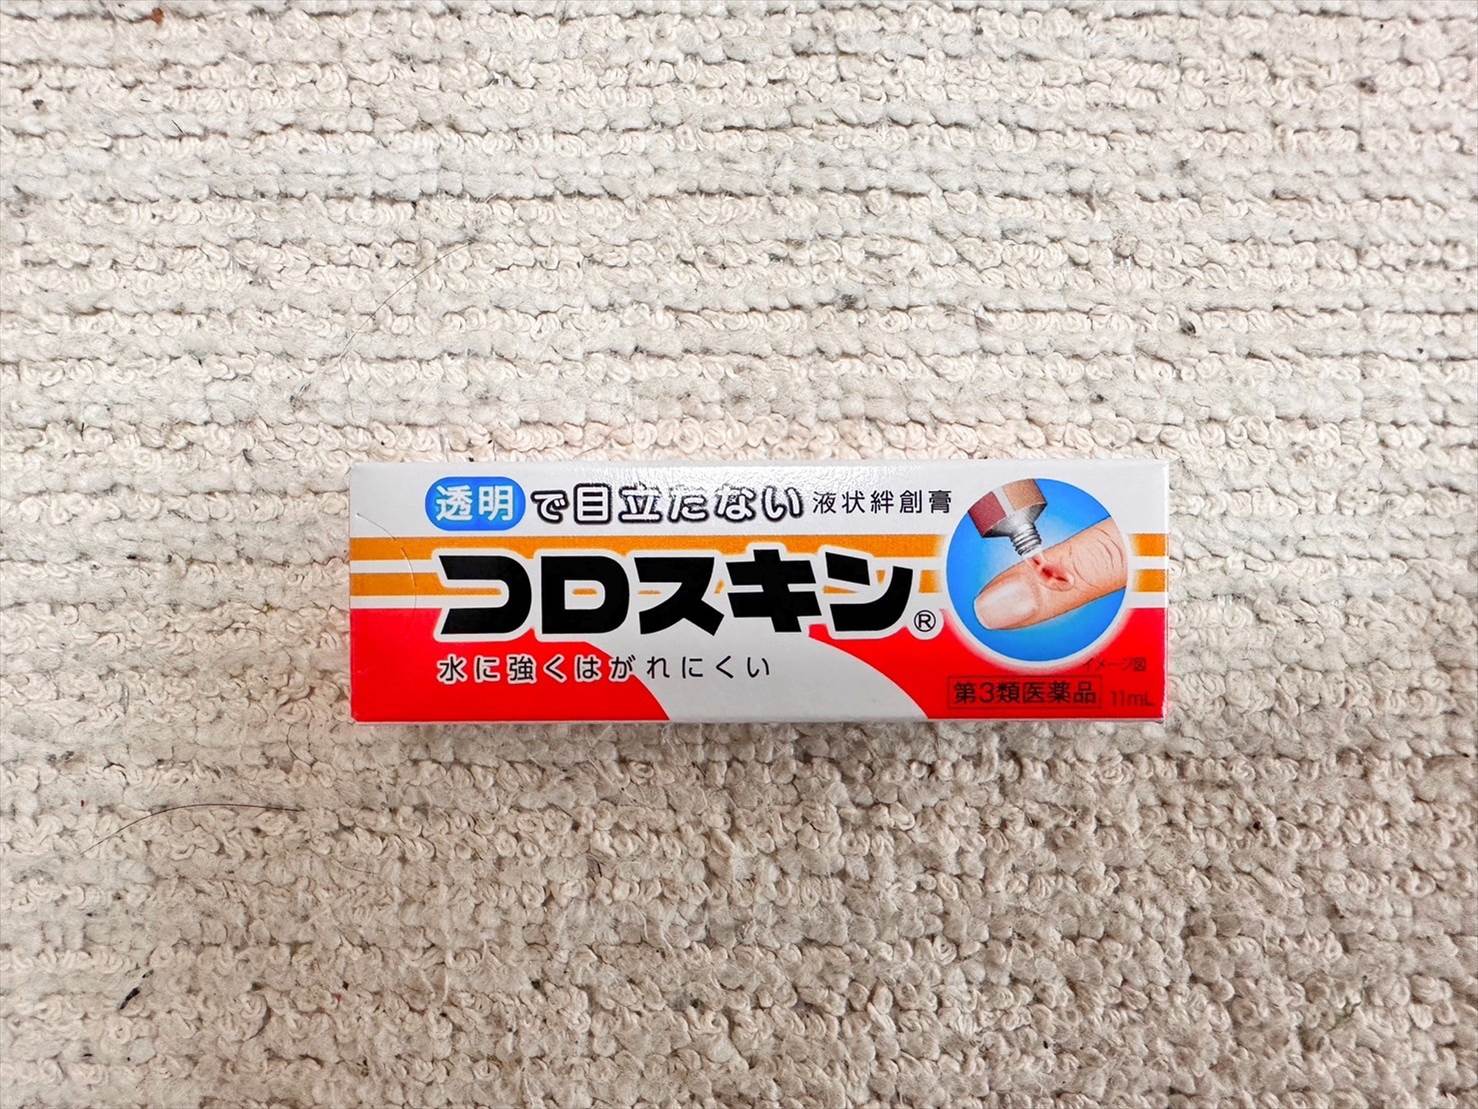 透明で目立たない 液状絆創膏
コロスキン®
水に強くはがれにくい
イメージ図
第3類医薬品 11mL